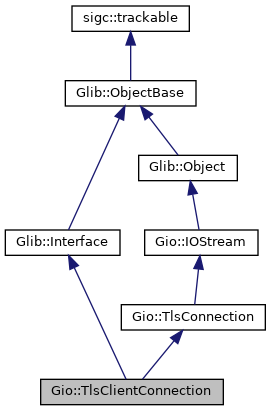 sigc::trackable
Glib::ObjectBase
Glib::Object
Glib::Interface
Gio::IOStream
Gio::TlsConnection
Gio::TlsClientConnection